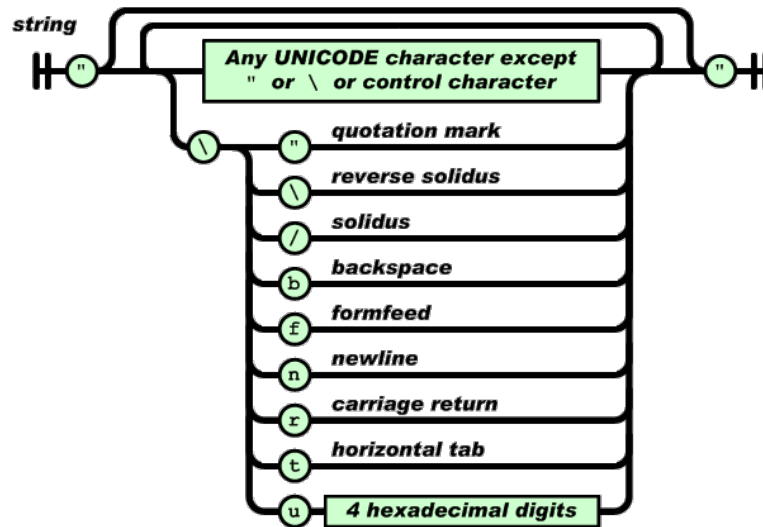 string
"
Any UNICODE character except
" or \ or control character
"
\
" quotation mark
\ reverse solidus
/ solidus
b backspace
f formfeed
n newline
r carriage return
t horizontal tab
u 4 hexadecimal digits